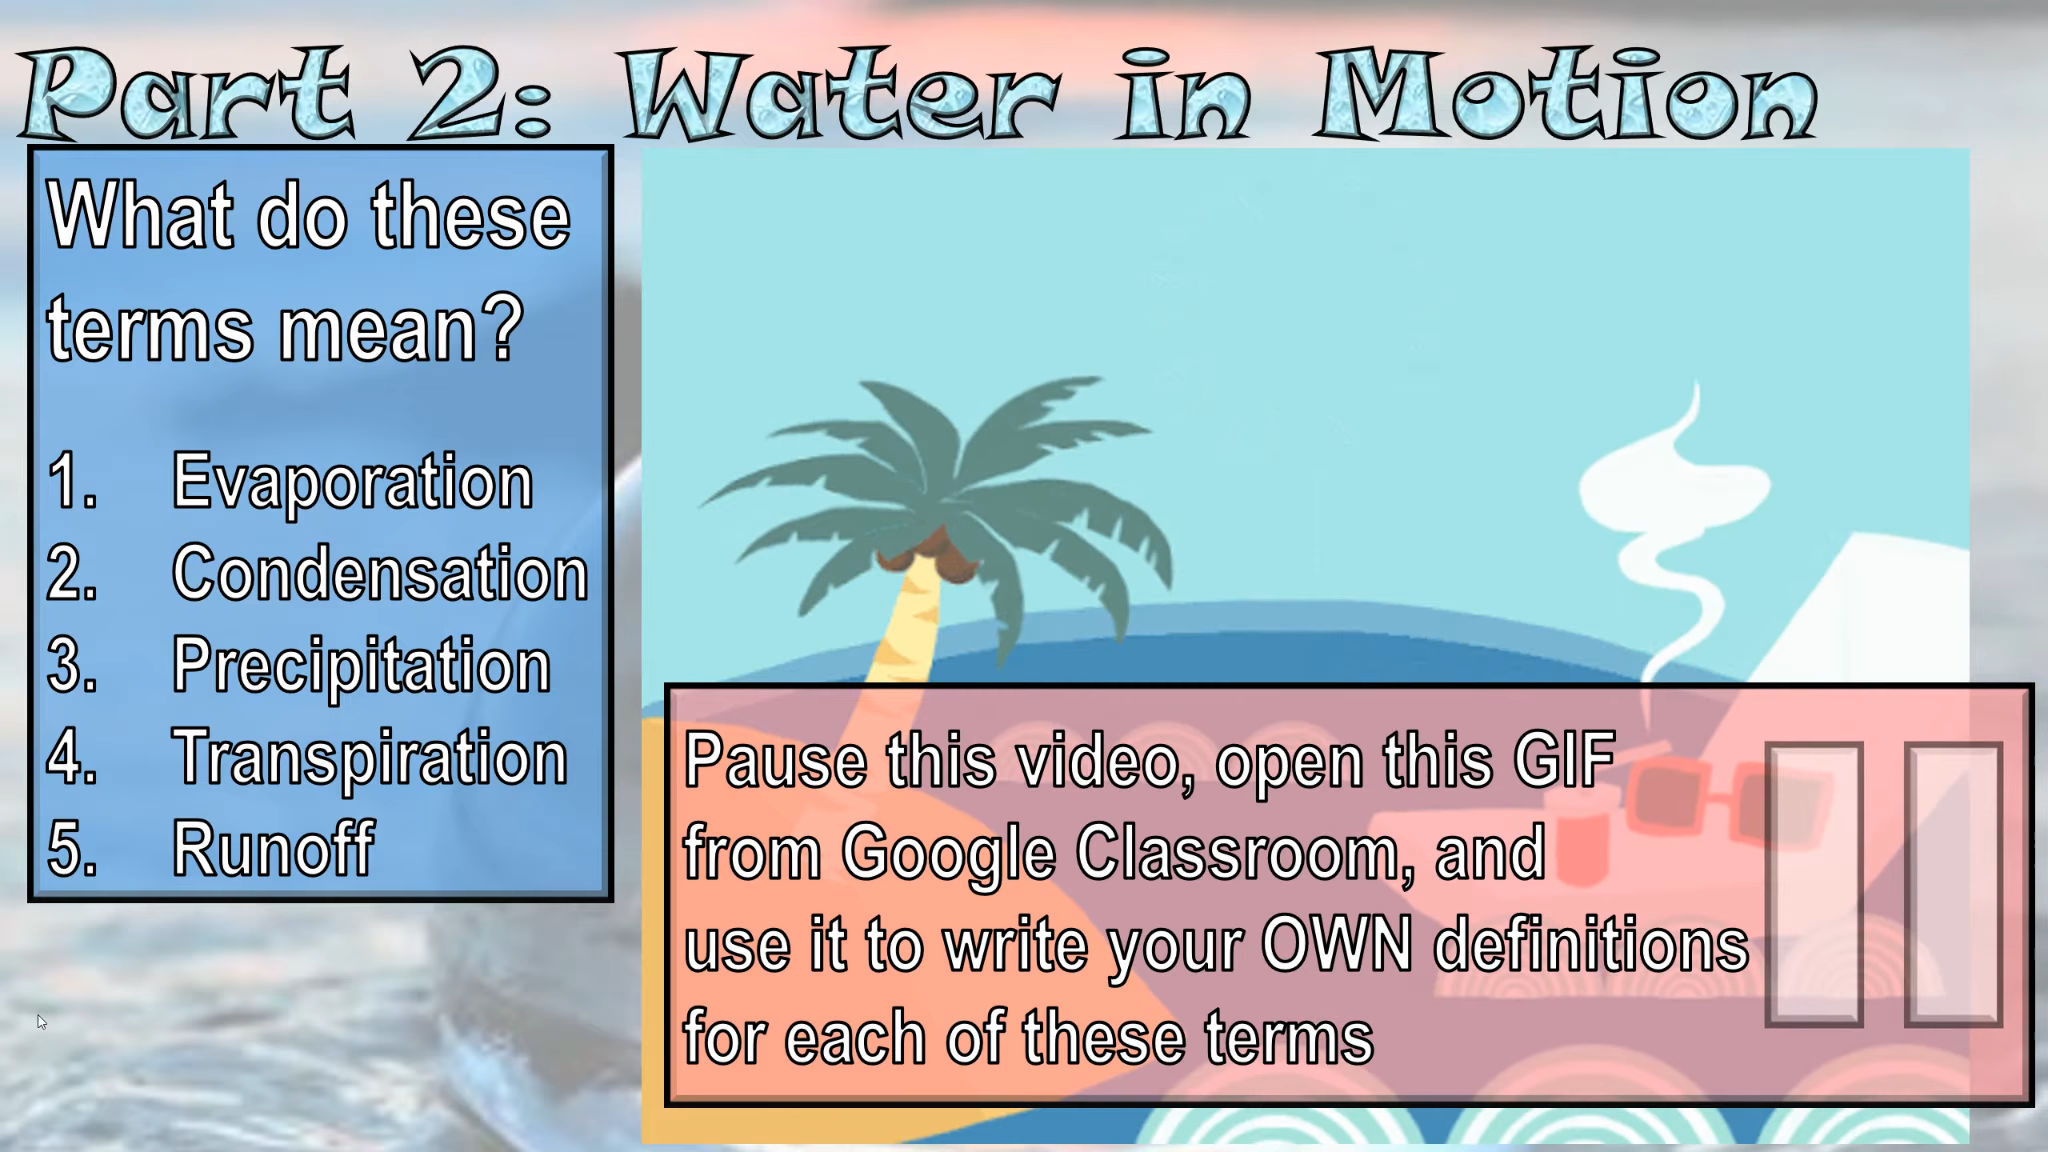 Part 2: Water in Motion
What do these
terms mean?
1. Evaporation
2. Condensation
3. Precipitation
4. Transpiration
5. Runoff
Pause this video, open this GIF
from Google Classroom, and
use it to write your OWN definitions
for each of these terms